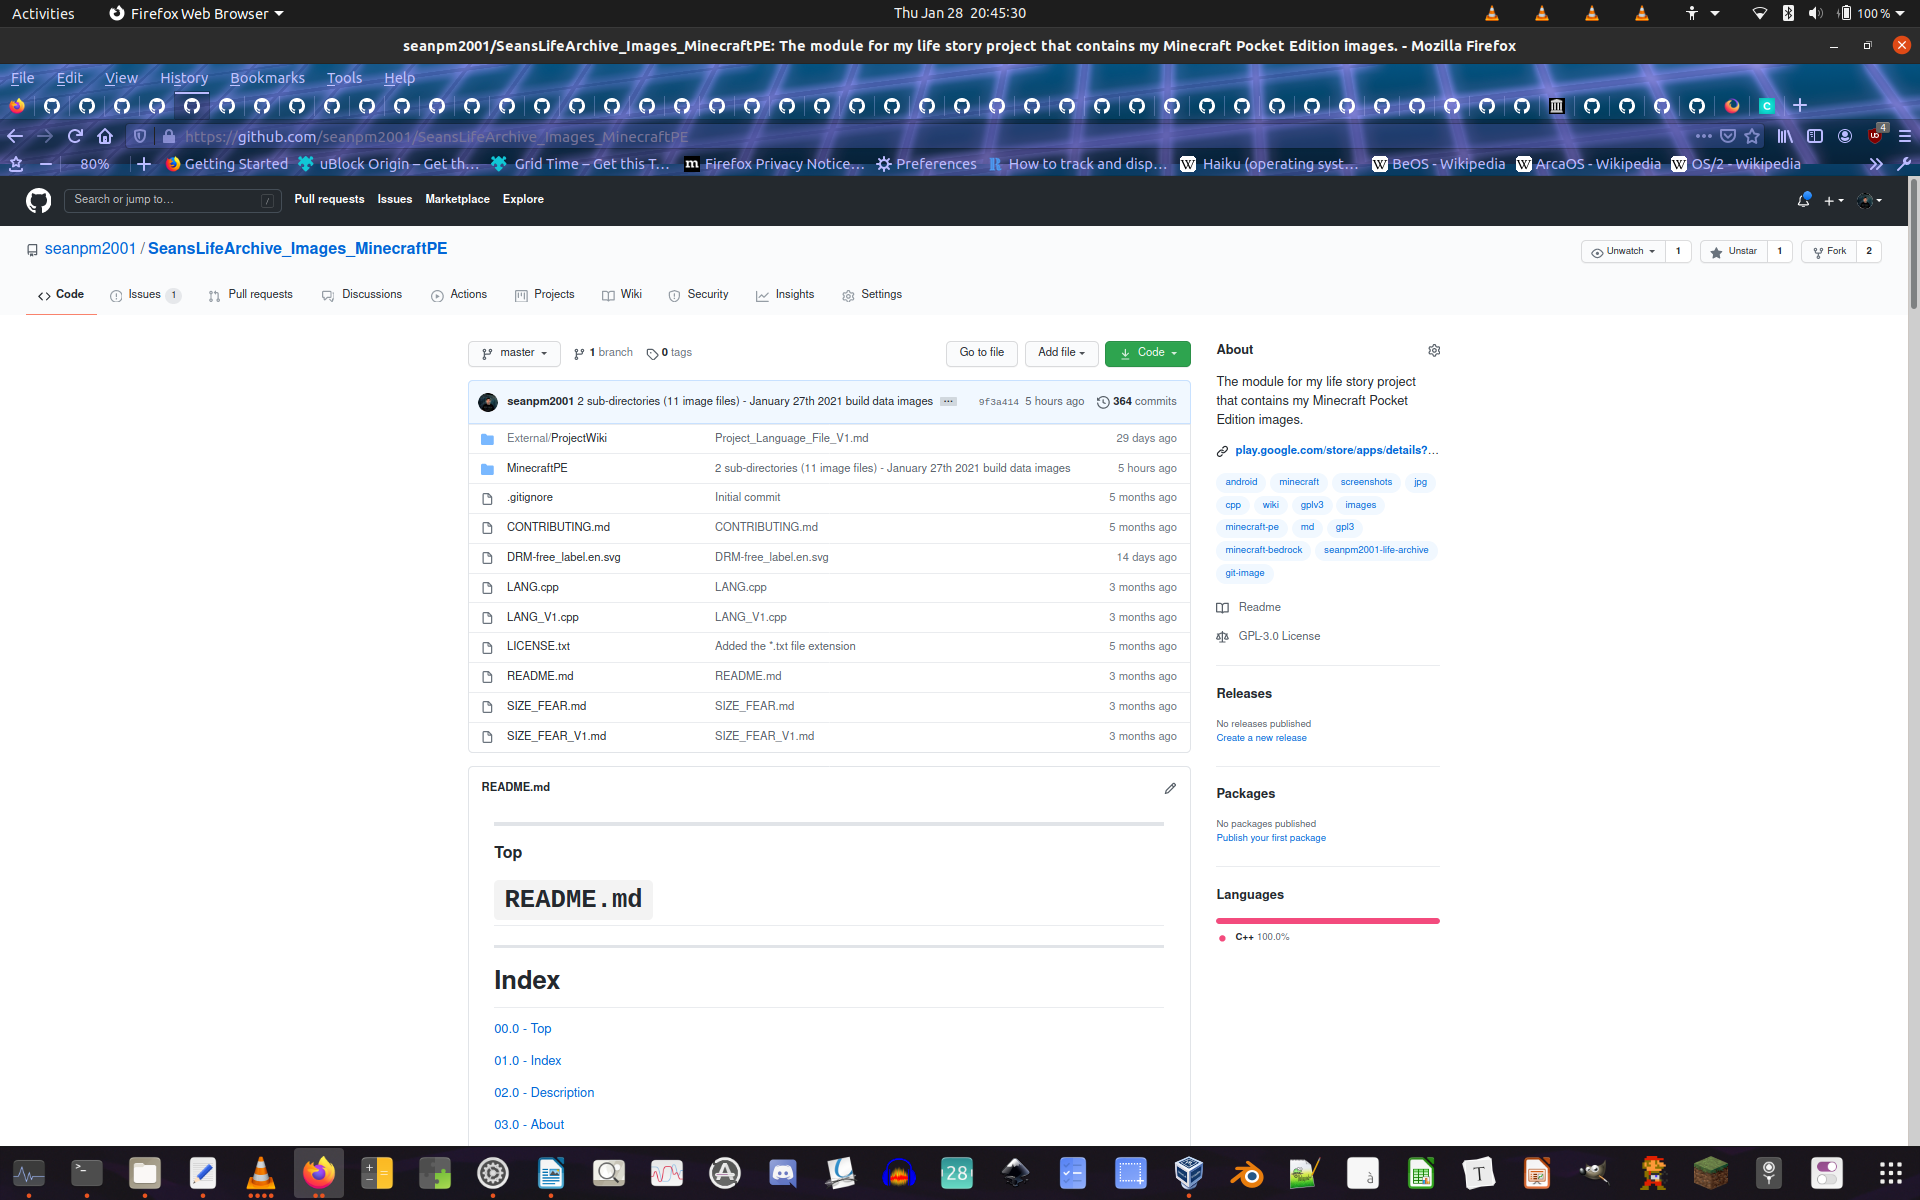 Activities Firefox Web Browser Thu Jan 28 20:45:30 100 %
seanpm2001/SeansLifeArchive_Images_MinecraftPE: The module for my life story project that contains my Minecraft Pocket Edition images. - Mozilla Firefox
File Edit View History Bookmarks Tools Help
https://github.com/seanpm2001/SeansLifeArchive_Images_MinecraftPE 4
80% Getting Started uBlock Origin – Get th… Grid Time – Get this T… Firefox Privacy Notice… Preferences How to track and disp… Haiku (operating syst… BeOS - Wikipedia ArcaOS - Wikipedia OS/2 - Wikipedia
Search or jump to… / Pull requests Issues Marketplace Explore
seanpm2001 / SeansLifeArchive_Images_MinecraftPE Unwatch 1 Unstar 1 Fork 2
Code Issues 1 Pull requests Discussions Actions Projects Wiki Security Insights Settings
master 1 branch 0 tags Go to file Add file Code
seanpm2001 2 sub-directories (11 image files) - January 27th 2021 build data images 9f3a414 5 hours ago 364 commits
External/ProjectWiki Project_Language_File_V1.md 29 days ago
MinecraftPE 2 sub-directories (11 image files) - January 27th 2021 build data images 5 hours ago
.gitignore Initial commit 5 months ago
CONTRIBUTING.md CONTRIBUTING.md 5 months ago
DRM-free_label.en.svg DRM-free_label.en.svg 14 days ago
LANG.cpp LANG.cpp 3 months ago
LANG_V1.cpp LANG_V1.cpp 3 months ago
LICENSE.txt Added the *.txt file extension 5 months ago
README.md README.md 3 months ago
SIZE_FEAR.md SIZE_FEAR.md 3 months ago
SIZE_FEAR_V1.md SIZE_FEAR_V1.md 3 months ago
README.md
Top
README.md
Index
00.0 - Top
01.0 - Index
02.0 - Description
03.0 - About
About
The module for my life story project
that contains my Minecraft Pocket
Edition images.
play.google.com/store/apps/details?…
android minecraft screenshots jpg
cpp wiki gplv3 images
minecraft-pe md gpl3
minecraft-bedrock seanpm2001-life-archive
git-image
Readme
GPL-3.0 License
Releases
No releases published
Create a new release
Packages
No packages published
Publish your first package
Languages
C++ 100.0%
28